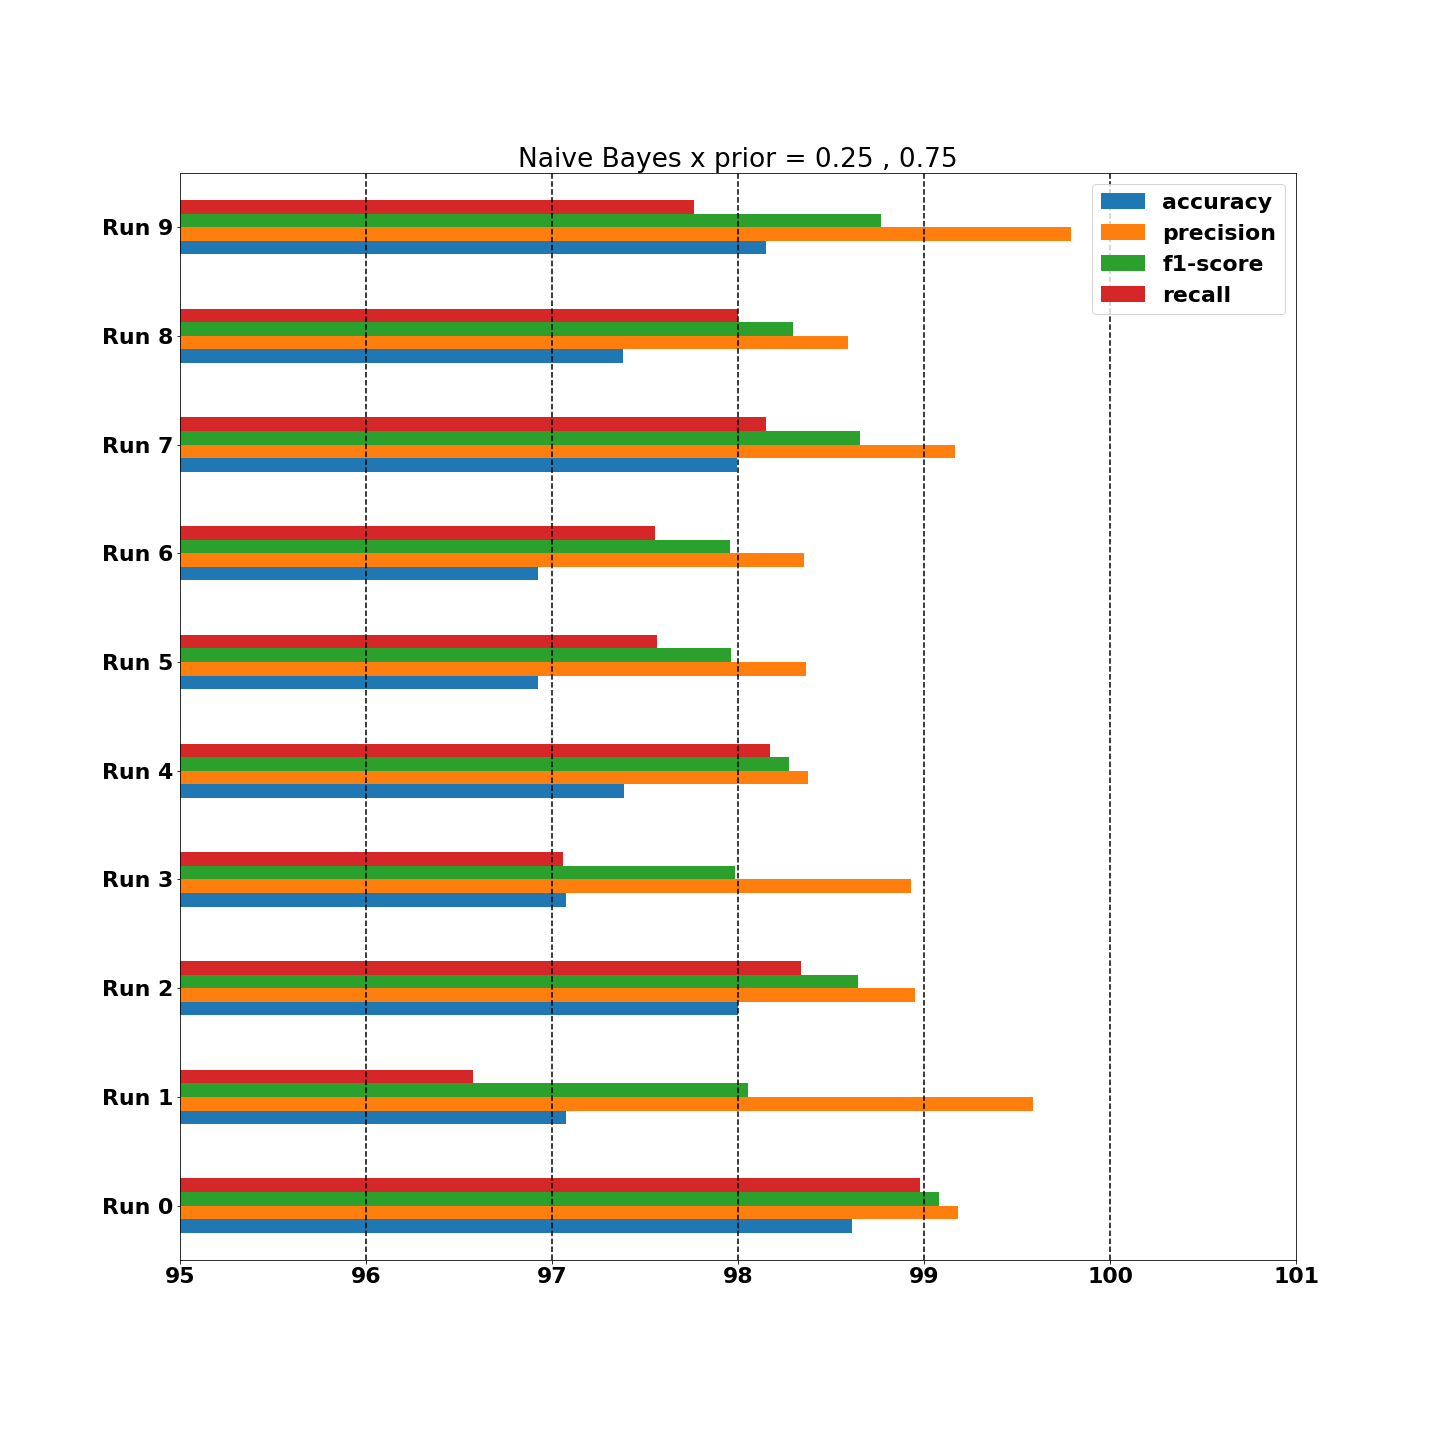 Naive Bayes x prior = 0.25 , 0.75
accuracy
precision
f1-score
recall
Run 9
Run 8
Run 7
Run 6
Run 5
Run 4
Run 3
Run 2
Run 1
Run 0
95 96 97 98 99 100 101